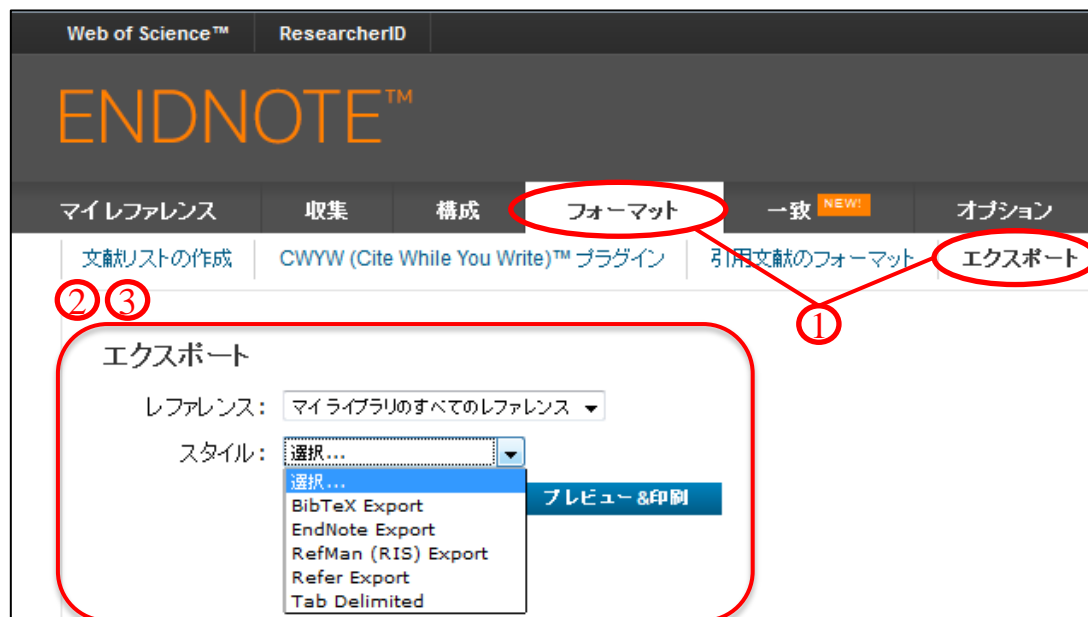 Web of Science™ ResearcherID
ENDNOTE™
マイレファレンス 収集 構成 フォーマット 一致 NEW! オプション
文献リストの作成 CWYW (Cite While You Write)™ プラグイン 引用文献のフォーマット エクスポート
② ③ ①
エクスポート
レファレンス： マイライブラリのすべてのレファレンス
スタイル： 選択...
選択...
プレビュー&印刷
BibTeX Export
EndNote Export
RefMan (RIS) Export
Refer Export
Tab Delimited